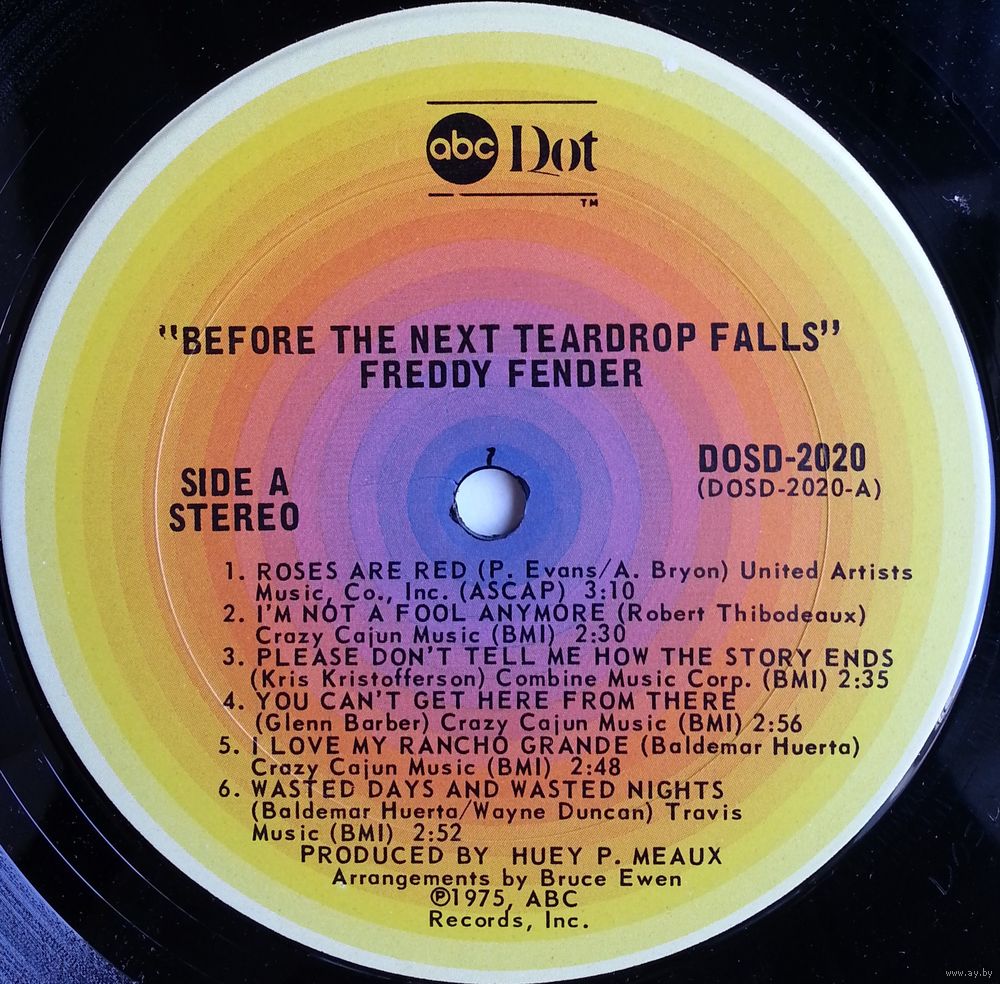 abc Dot
TM
"BEFORE THE NEXT TEARDROP FALLS"
FREDDY FENDER
SIDE A
STEREO
DOSD-2020
(DOSD-2020-A)
1. ROSES ARE RED (P. Evans/A. Bryon) United Artists
Music, Co., Inc. (ASCAP) 3:10
2. I'M NOT A FOOL ANYMORE (Robert Thibodeaux)
Crazy Cajun Music (BMI) 2:30
3. PLEASE DON'T TELL ME HOW THE STORY ENDS
(Kris Kristofferson) Combine Music Corp. (BMI) 2:35
4. YOU CAN'T GET HERE FROM THERE
(Glenn Barber) Crazy Cajun Music (BMI) 2:56
5. I LOVE MY RANCHO GRANDE (Baldemar Huerta)
Crazy Cajun Music (BMI) 2:48
6. WASTED DAYS AND WASTED NIGHTS
(Baldemar Huerta/Wayne Duncan) Travis
Music (BMI) 2:52
PRODUCED BY HUEY P. MEAUX
Arrangements by Bruce Ewen
℗1975, ABC
Records, Inc.
www.ay.by